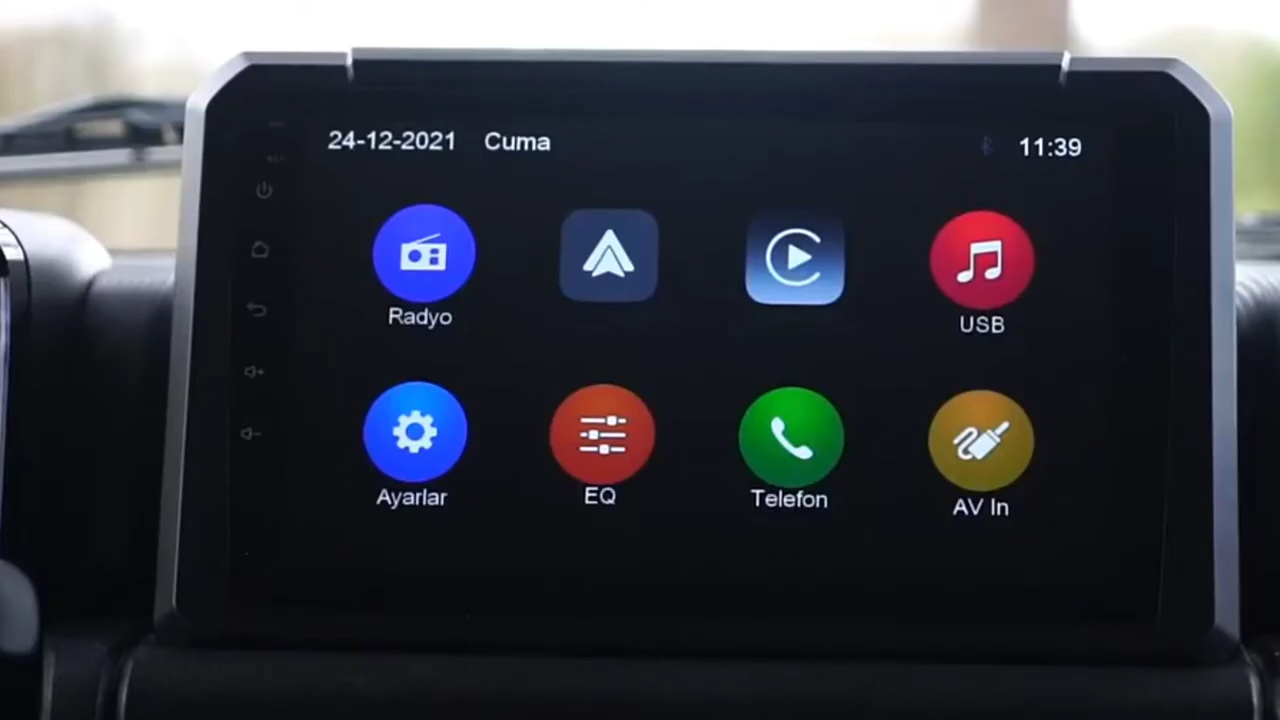 24-12-2021 Cuma 11:39
Radyo
USB
Ayarlar
EQ
Telefon
AV In